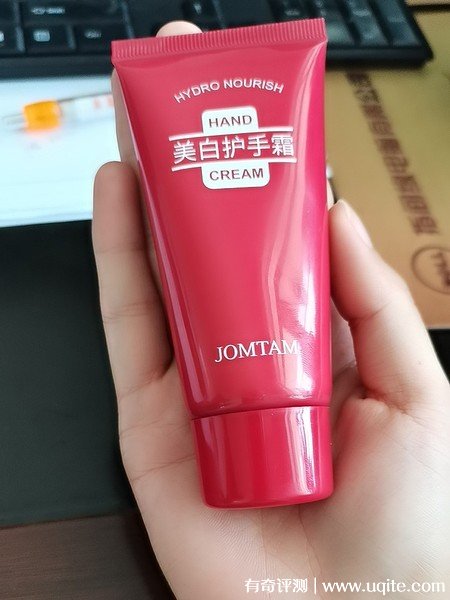 HYDRO NOURISH
HAND
美白护手霜
CREAM
JOMTAM
有奇评测 | www.uqite.com